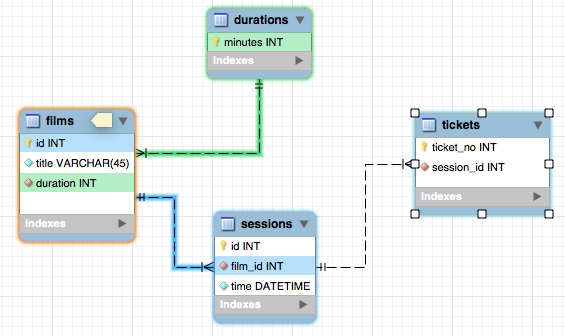 durations
minutes INT
Indexes
films
id INT
title VARCHAR(45)
duration INT
Indexes
tickets
ticket_no INT
session_id INT
Indexes
sessions
id INT
film_id INT
time DATETIME
Indexes